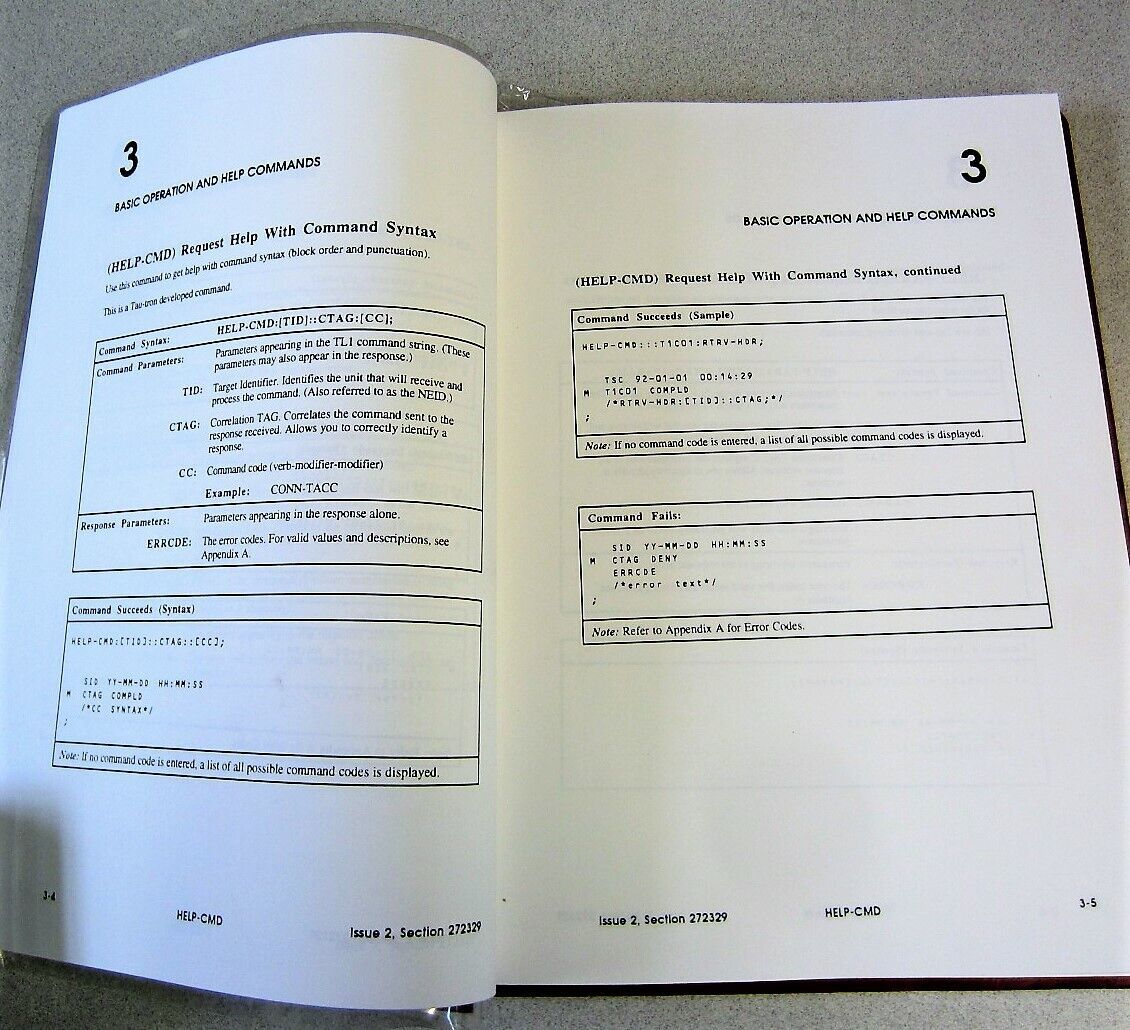 3
BASIC OPERATION AND HELP COMMANDS
(HELP-CMD) Request Help With Command Syntax
Use this command to get help with command syntax (block order and punctuation).
This is a Tau-tron developed command.
Command Syntax: HELP-CMD:[TID]::CTAG:[CC];
Command Parameters: Parameters appearing in the TL1 command string. (These
parameters may also appear in the response.)
TID: Target Identifier. Identifies the unit that will receive and
process the command. (Also referred to as the NEID.)
CTAG: Correlation TAG. Correlates the command sent to the
response received. Allows you to correctly identify a
response.
CC: Command code (verb-modifier-modifier)
Example: CONN-TACC
Response Parameters: Parameters appearing in the response alone.
ERRCDE: The error codes. For valid values and descriptions, see
Appendix A.
Command Succeeds (Syntax)
HELP-CMD:[TID]::CTAG::[CC];
SID YY-MM-DD HH:MM:SS
M CTAG COMPLD
/*CC SYNTAX*/
;
Note: If no command code is entered, a list of all possible command codes is displayed.
3-4
HELP-CMD
Issue 2, Section 272329
3
BASIC OPERATION AND HELP COMMANDS
(HELP-CMD) Request Help With Command Syntax, continued
Command Succeeds (Sample)
HELP-CMD:::T1C01:RTRV-HDR;
TSC 92-01-01 00:14:29
M T1C01 COMPLD
/*RTRV-HDR:[TID]::CTAG;*/
;
Note: If no command code is entered, a list of all possible command codes is displayed.
Command Fails:
SID YY-MM-DD HH:MM:SS
M CTAG DENY
ERRCDE
/*error text*/
;
Note: Refer to Appendix A for Error Codes.
Issue 2, Section 272329
HELP-CMD
3-5